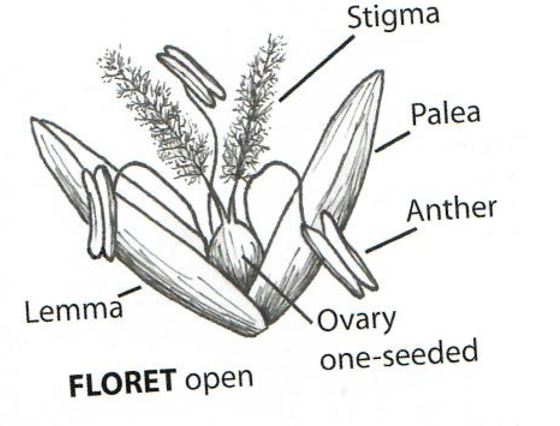 Stigma
Palea
Anther
Lemma
Ovary
one-seeded
FLORET open